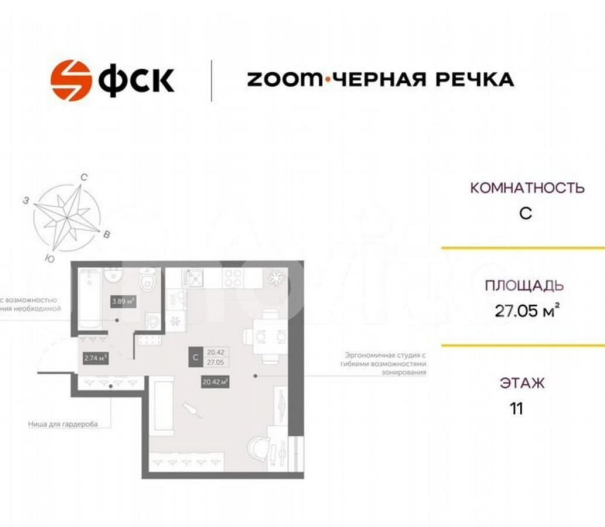 ФСК
zoom•ЧЕРНАЯ РЕЧКА
КОМНАТНОСТЬ
С
ПЛОЩАДЬ
27.05 м²
ЭТАЖ
11
С
З
В
Ю
с возможностью
ния необходимой
3.89 м²
2.74 м²
С
20.42
27.05
20.42 м²
Эргономичная студия с
гибкими возможностями
зонирования
Ниша для гардероба